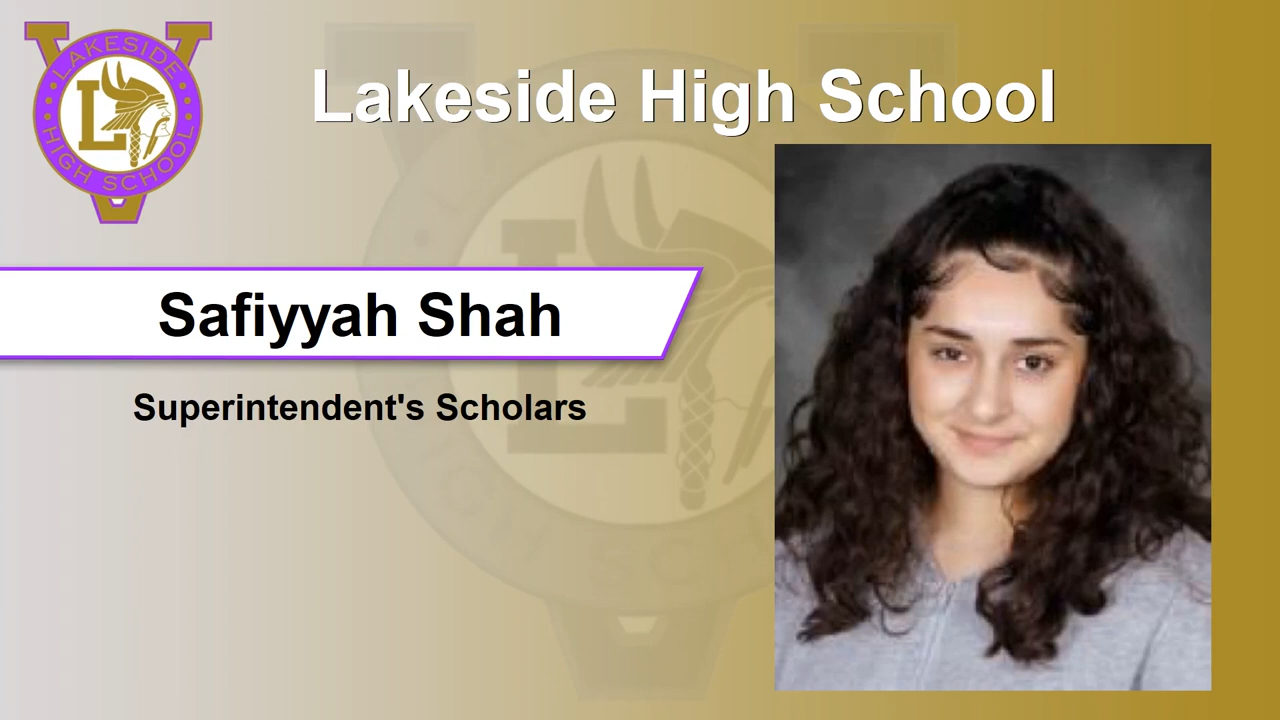 LAKESIDE
L
HIGH SCHOOL
Lakeside High School
Safiyyah Shah
Superintendent's Scholars